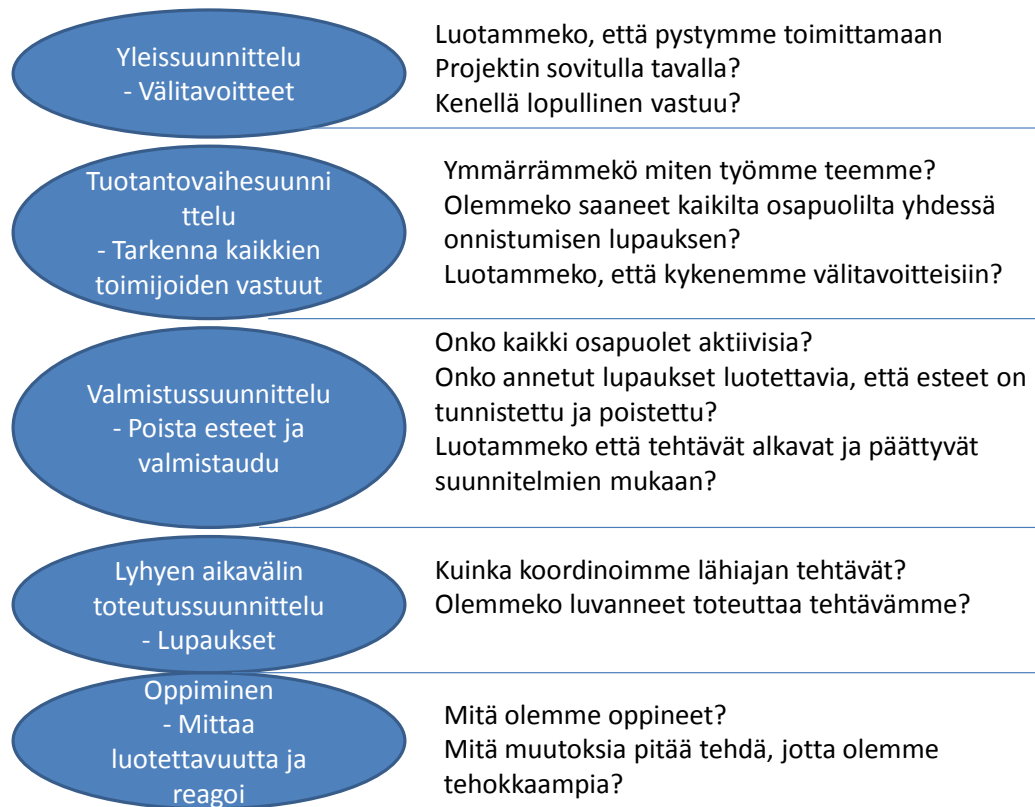 Yleissuunnittelu
- Välitavoitteet
Luotammeko, että pystymme toimittamaan
Projektin sovitulla tavalla?
Kenellä lopullinen vastuu?
Tuotantovaihesuunni
ttelu
- Tarkenna kaikkien
toimijoiden vastuut
Ymmärrämmekö miten työmme teemme?
Olemmeko saaneet kaikilta osapuolilta yhdessä
onnistumisen lupauksen?
Luotammeko, että kykenemme välitavoitteisiin?
Valmistussuunnittelu
- Poista esteet ja
valmistaudu
Onko kaikki osapuolet aktiivisia?
Onko annetut lupaukset luotettavia, että esteet on
tunnistettu ja poistettu?
Luotammeko että tehtävät alkavat ja päättyvät
suunnitelmien mukaan?
Lyhyen aikavälin
toteutussuunnittelu
- Lupaukset
Kuinka koordinoimme lähiajan tehtävät?
Olemmeko luvanneet toteuttaa tehtävämme?
Oppiminen
- Mittaa
luotettavuutta ja
reagoi
Mitä olemme oppineet?
Mitä muutoksia pitää tehdä, jotta olemme
tehokkaampia?